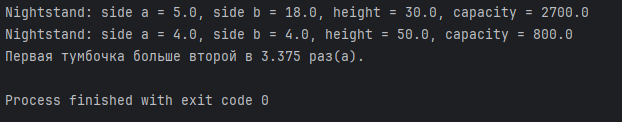 Nightstand: side a = 5.0, side b = 18.0, height = 30.0, capacity = 2700.0
Nightstand: side a = 4.0, side b = 4.0, height = 50.0, capacity = 800.0
Первая тумбочка больше второй в 3.375 раз(а).
Process finished with exit code 0